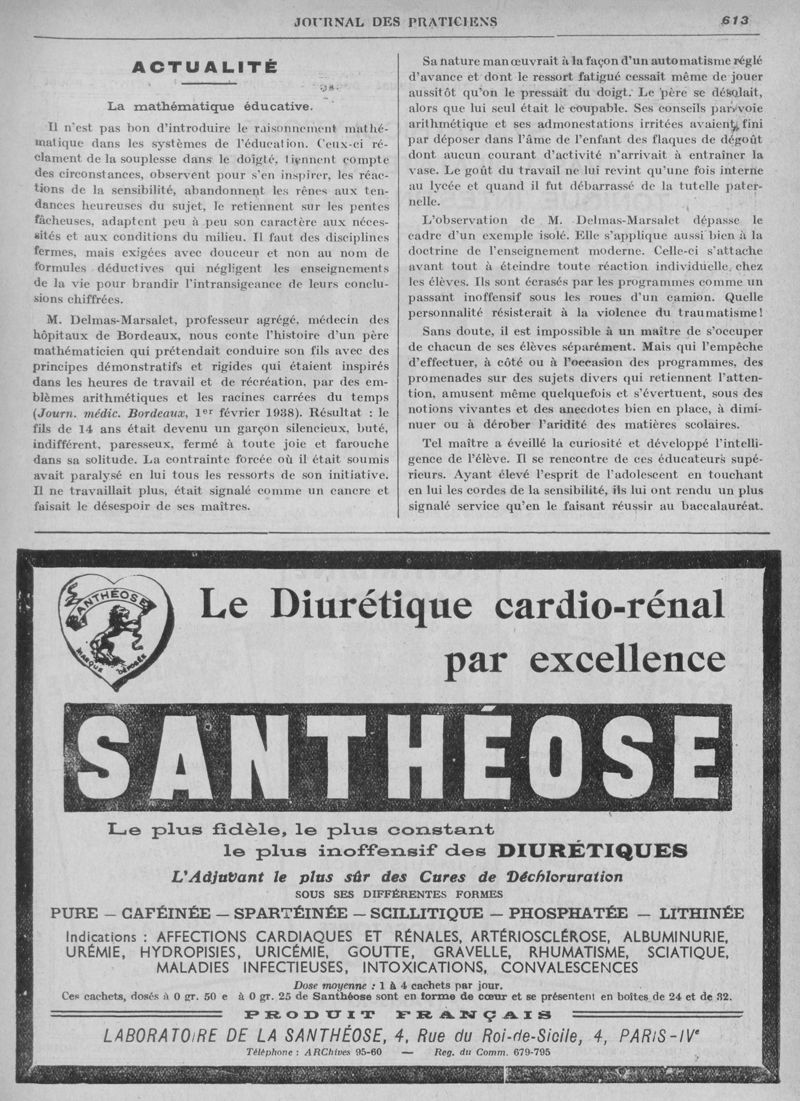 JOURNAL DES PRATICIENS
613
ACTUALITÉ
La mathématique éducative.
Il n'est pas bon d'introduire le raisonnement mathé-
matique dans les systèmes de l'éducation. Ceux-ci ré-
clament de la souplesse dans le doigté, tiennent compte
des circonstances, observent pour s'en inspirer, les réac-
tions de la sensibilité, abandonnent les rênes aux ten-
dances heureuses du sujet, le retiennent sur les pentes
fâcheuses, adaptent peu à peu son caractère aux néces-
sités et aux conditions du milieu. Il faut des disciplines
fermes, mais exigées avec douceur et non au nom de
formules déductives qui négligent les enseignements
de la vie pour brandir l'intransigeance de leurs conclu-
sions chiffrées.
M. Delmas-Marsalet, professeur agrégé, médecin des
hôpitaux de Bordeaux, nous conte l'histoire d'un père
mathématicien qui prétendait conduire son fils avec des
principes démonstratifs et rigides qui étaient inspirés
dans les heures de travail et de récréation, par des em-
blèmes arithmétiques et les racines carrées du temps
(Journ. médic. Bordeaux, 1er février 1938). Résultat : le
fils de 14 ans était devenu un garçon silencieux, buté,
indifférent, paresseux, fermé à toute joie et farouche
dans sa solitude. La contrainte forcée où il était soumis
avait paralysé en lui tous les ressorts de son initiative.
Il ne travaillait plus, était signalé comme un cancre et
faisait le désespoir de ses maîtres.
Sa nature manœuvrait à la façon d'un automatisme réglé
d'avance et dont le ressort fatigué cessait même de jouer
aussitôt qu'on le pressait du doigt. Le père se désolait,
alors que lui seul était le coupable. Ses conseils par voie
arithmétique et ses admonestations irritées avaient fini
par déposer dans l'âme de l'enfant des flaques de dégoût
dont aucun courant d'activité n'arrivait à entraîner la
vase. Le goût du travail ne lui revint qu'une fois interne
au lycée et quand il fut débarrassé de la tutelle pater-
nelle.
L'observation de M. Delmas-Marsalet dépasse le
cadre d'un exemple isolé. Elle s'applique aussi bien à la
doctrine de l'enseignement moderne. Celle-ci s'attache
avant tout à éteindre toute réaction individuelle chez
les élèves. Ils sont écrasés par les programmes comme un
passant inoffensif sous les roues d'un camion. Quelle
personnalité résisterait à la violence du traumatisme!
Sans doute, il est impossible à un maître de s'occuper
de chacun de ses élèves séparément. Mais qui l'empêche
d'effectuer, à côté ou à l'occasion des programmes, des
promenades sur des sujets divers qui retiennent l'atten-
tion, amusent même quelquefois et s'évertuent, sous des
notions vivantes et des anecdotes bien en place, à dimi-
nuer ou à dérober l'aridité des matières scolaires.
Tel maître a éveillé la curiosité et développé l'intelli-
gence de l'élève. Il se rencontre de ces éducateurs supé-
rieurs. Ayant élevé l'esprit de l'adolescent en touchant
en lui les cordes de la sensibilité, ils lui ont rendu un plus
signalé service qu'en le faisant réussir au baccalauréat.
SANTHÉOSE
MARQUE DÉPOSÉE
Le Diurétique cardio-rénal
par excellence
SANTHÉOSE
Le plus fidèle, le plus constant
le plus inoffensif des DIURÉTIQUES
L'Adjuvant le plus sûr des Cures de Déchloruration
SOUS SES DIFFÉRENTES FORMES
PURE – CAFÉINÉE – SPARTÉINÉE – SCILLITIQUE – PHOSPHATÉE – LITHINÉE
Indications : AFFECTIONS CARDIAQUES ET RÉNALES, ARTÉRIOSCLÉROSE, ALBUMINURIE,
URÉMIE, HYDROPISIES, URICÉMIE, GOUTTE, GRAVELLE, RHUMATISME, SCIATIQUE,
MALADIES INFECTIEUSES, INTOXICATIONS, CONVALESCENCES
Dose moyenne : 1 à 4 cachets par jour.
Ces cachets, dosés à 0 gr. 50 e à 0 gr. 25 de Santhéose sont en forme de cœur et se présentent en boîtes de 24 et de 32.
PRODUIT FRANÇAIS
LABORATOIRE DE LA SANTHÉOSE, 4, Rue du Roi-de-Sicile, 4, PARIS-IVe
Téléphone : ARChives 95-60 — Reg. du Comm. 679-795